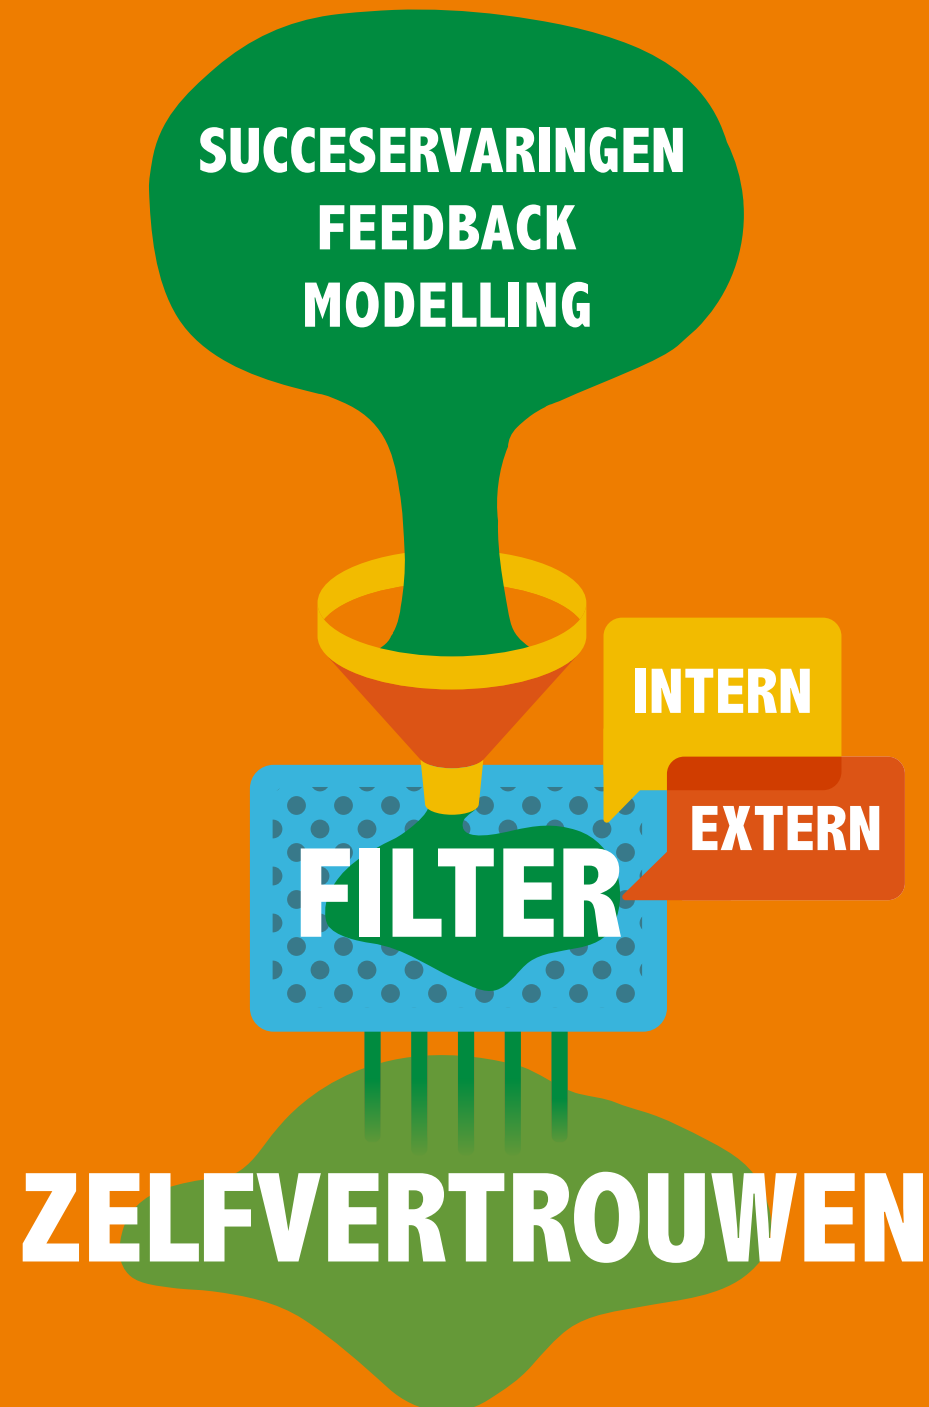 SUCCESERVARINGEN
FEEDBACK
MODELLING
INTERN
EXTERN
FILTER
ZELFVERTROUWEN